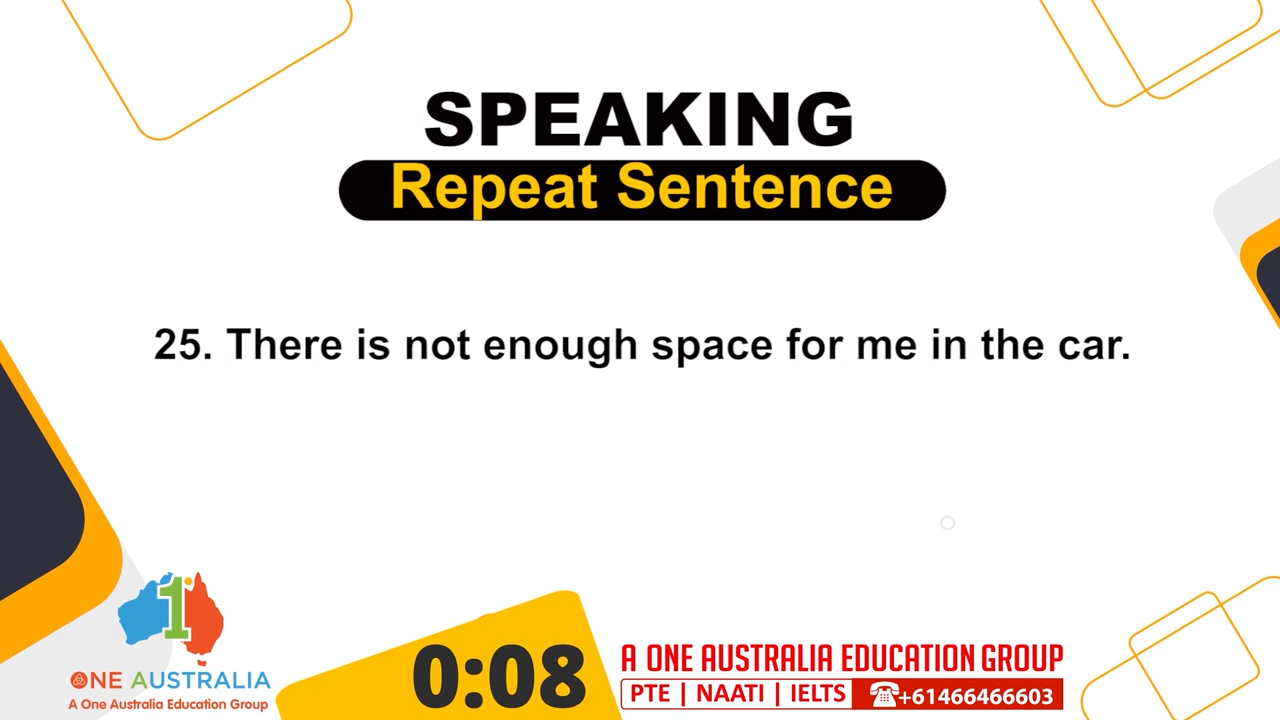 SPEAKING
Repeat Sentence
25. There is not enough space for me in the car.
1
ONE AUSTRALIA
A One Australia Education Group
0:08
A ONE AUSTRALIA EDUCATION GROUP
PTE | NAATI | IELTS ☎+61466466603